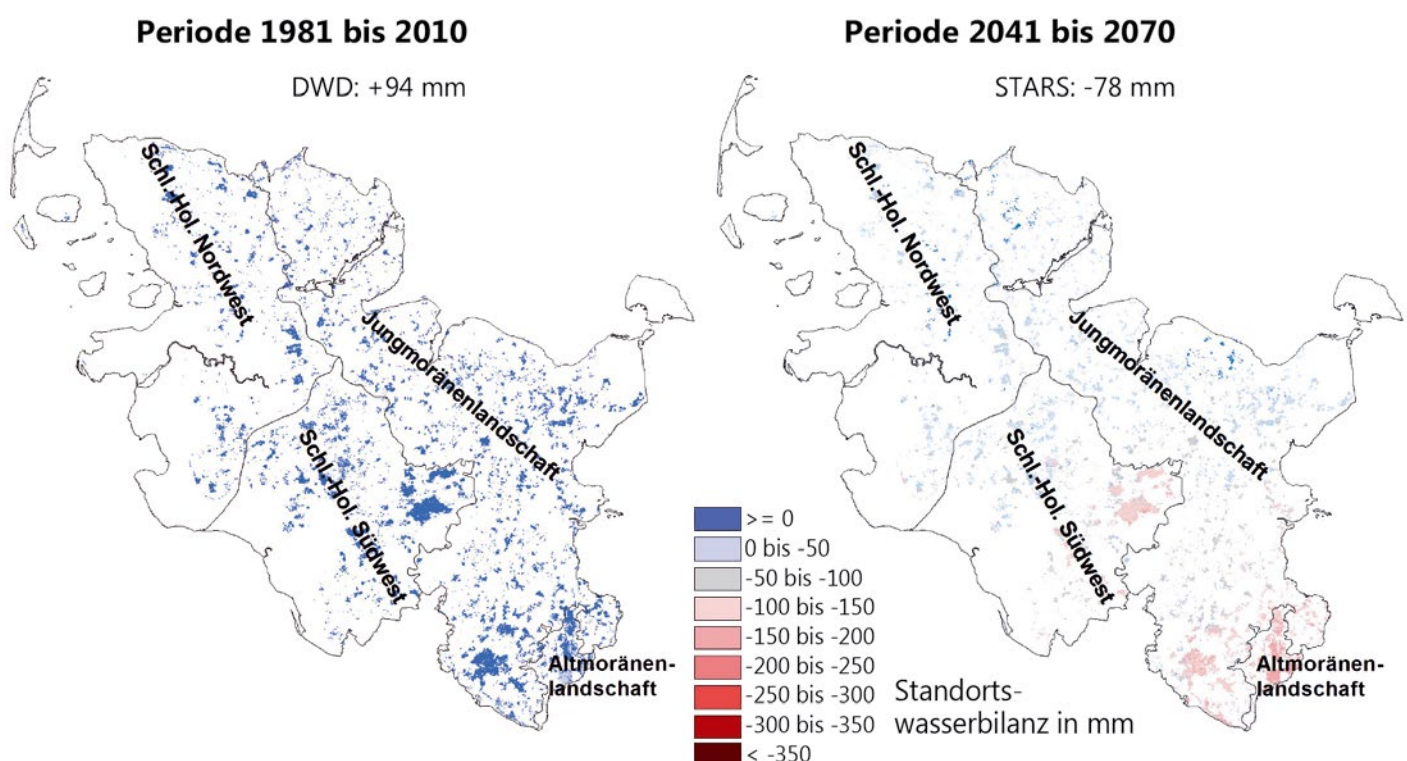 Periode 1981 bis 2010
DWD: +94 mm
Schl.-Hol. Nordwest
Jungmoränenlandschaft
Schl.-Hol. Südwest
Altmoränen-
landschaft
Periode 2041 bis 2070
STARS: -78 mm
Schl.-Hol. Nordwest
Jungmoränenlandschaft
Schl.-Hol. Südwest
Altmoränen-
landschaft
>= 0
0 bis -50
-50 bis -100
-100 bis -150
-150 bis -200
-200 bis -250
-250 bis -300
-300 bis -350
< -350
Standorts-
wasserbilanz in mm